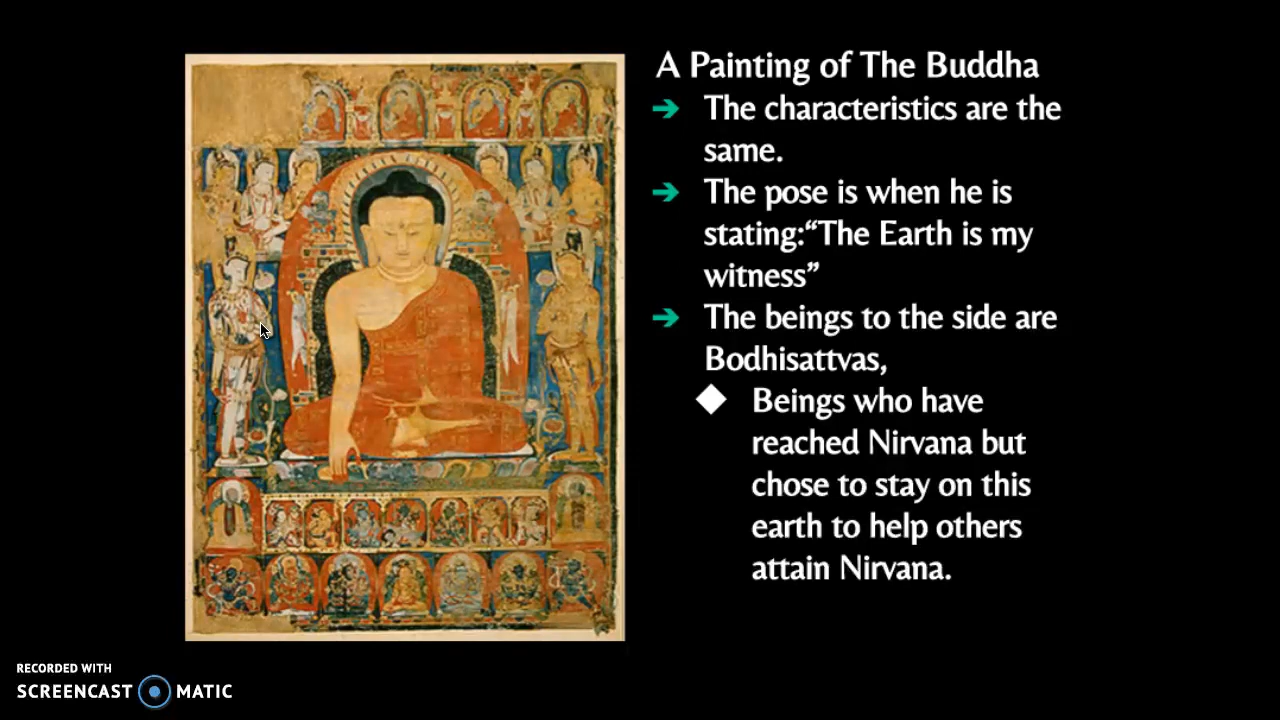 A Painting of The Buddha
➔ The characteristics are the
same.
➔ The pose is when he is
stating:“The Earth is my
witness”
➔ The beings to the side are
Bodhisattvas,
◆ Beings who have
reached Nirvana but
chose to stay on this
earth to help others
attain Nirvana.
RECORDED WITH
SCREENCAST MATIC